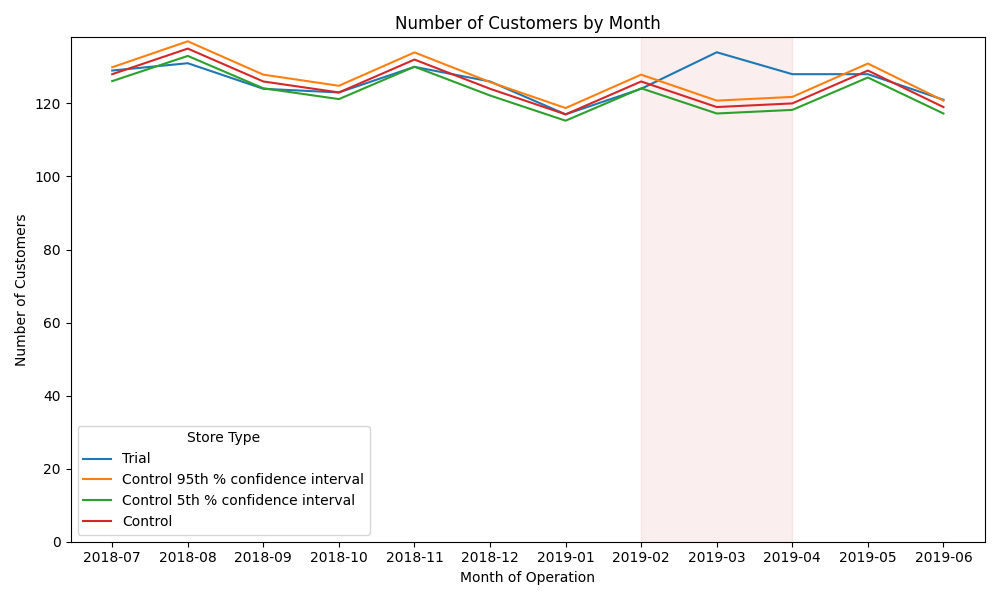 Number of Customers by Month
Number of Customers
120
100
80
60
40
20
0
Store Type
Trial
Control 95th % confidence interval
Control 5th % confidence interval
Control
2018-07 2018-08 2018-09 2018-10 2018-11 2018-12 2019-01 2019-02 2019-03 2019-04 2019-05 2019-06
Month of Operation